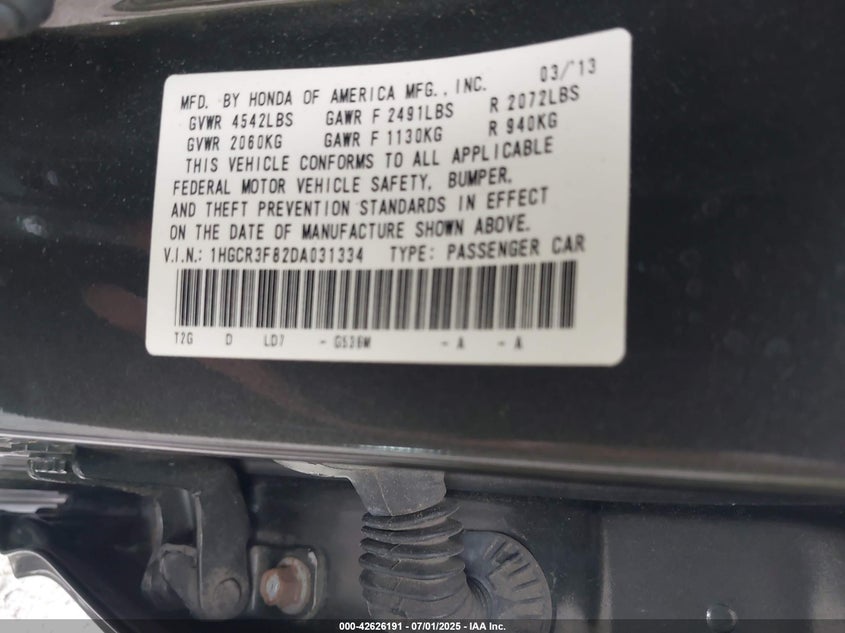 03/'13
MFD. BY HONDA OF AMERICA MFG., INC.
GVWR 4542LBS GAWR F 2491LBS R 2072LBS
GVWR 2060KG GAWR F 1130KG R 940KG
THIS VEHICLE CONFORMS TO ALL APPLICABLE
FEDERAL MOTOR VEHICLE SAFETY, BUMPER,
AND THEFT PREVENTION STANDARDS IN EFFECT
ON THE DATE OF MANUFACTURE SHOWN ABOVE.
V.I.N.: 1HGCR3F82DA031334 TYPE: PASSENGER CAR
T2G D LD7 - G536M - A - A
000-42626191 - 07/01/2025 - IAA Inc.